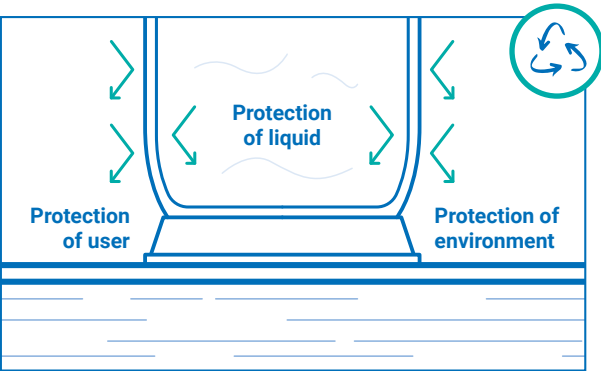 Protection
of liquid
Protection
of user
Protection of
environment